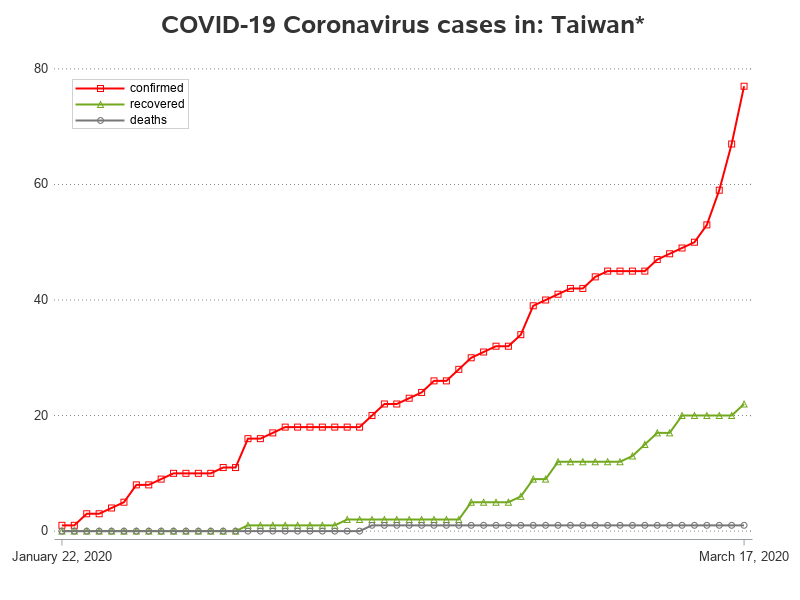 COVID-19 Coronavirus cases in: Taiwan*
80
confirmed
recovered
deaths
60
40
20
0
January 22, 2020
March 17, 2020